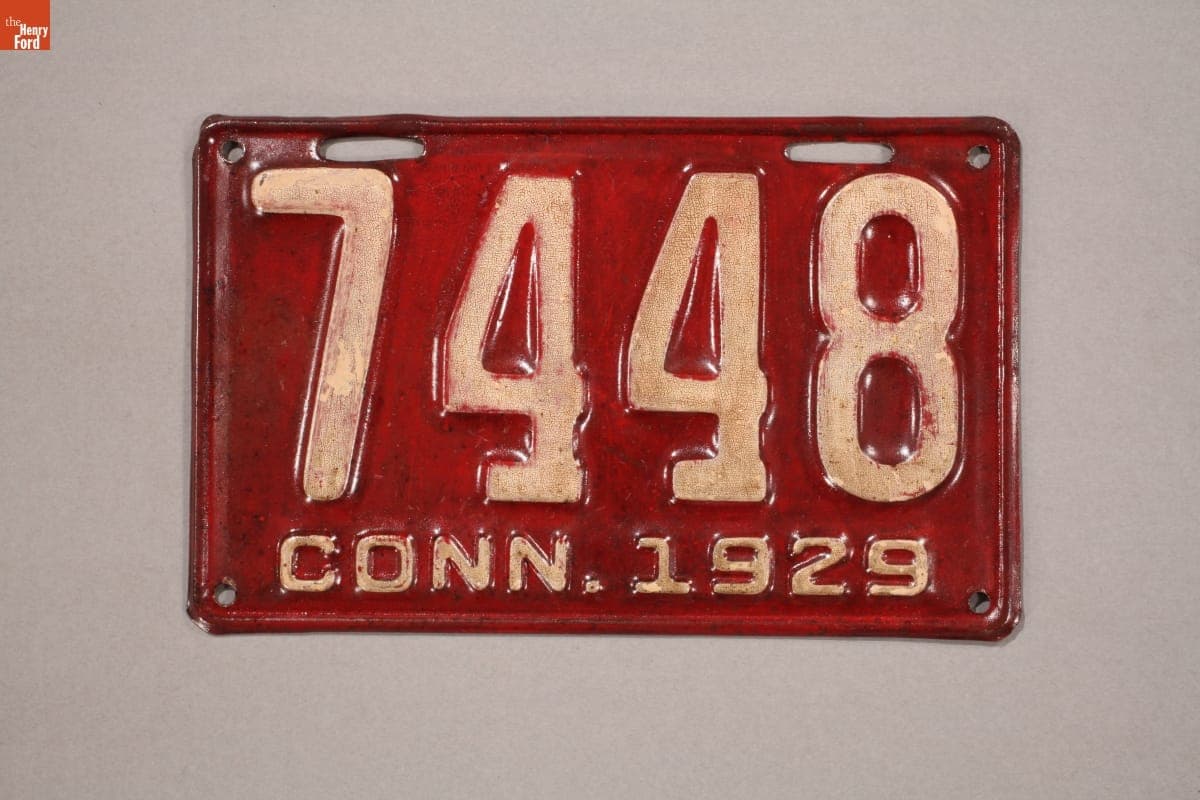 the
Henry
Ford
7448
CONN. 1929